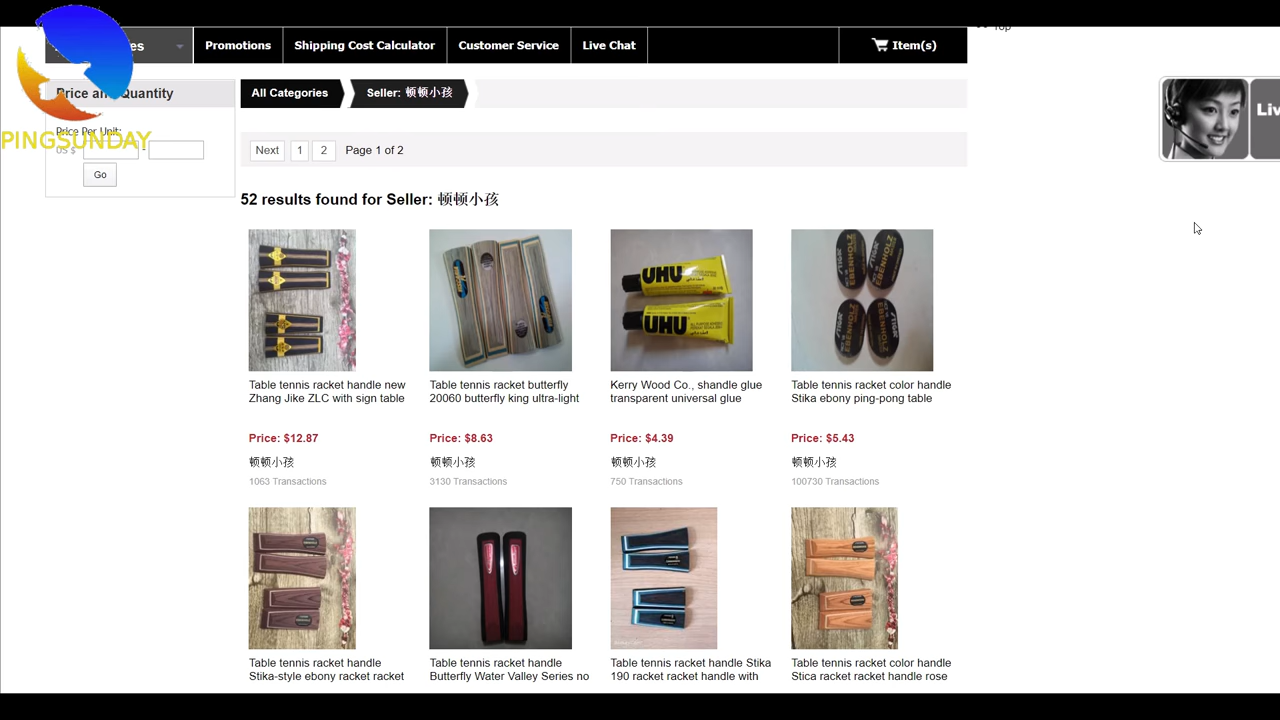 es
Promotions
Shipping Cost Calculator
Customer Service
Live Chat
Item(s)
Top
Price an Quantity
Price Per Unit:
US $ -
Go
PINGSUNDAY
All Categories
Seller: 顿顿小孩
Liv
Next 1 2 Page 1 of 2
52 results found for Seller: 顿顿小孩
UHU
UHU
STIGA
EBENHOLZ
EBENHOLZ
EBENHOLZ
EBENHOLZ
Table tennis racket handle new
Zhang Jike ZLC with sign table
Price: $12.87
顿顿小孩
1063 Transactions
Table tennis racket butterfly
20060 butterfly king ultra-light
Price: $8.63
顿顿小孩
3130 Transactions
Kerry Wood Co., shandle glue
transparent universal glue
Price: $4.39
顿顿小孩
750 Transactions
Table tennis racket color handle
Stika ebony ping-pong table
Price: $5.43
顿顿小孩
100730 Transactions
Table tennis racket handle
Stika-style ebony racket racket
Table tennis racket handle
Butterfly Water Valley Series no
Table tennis racket handle Stika
190 racket racket handle with
Table tennis racket color handle
Stica racket racket handle rose